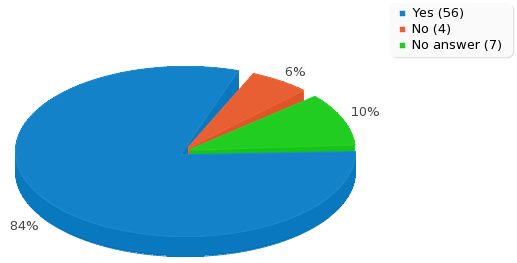 Yes (56)
No (4)
No answer (7)
6%
10%
84%